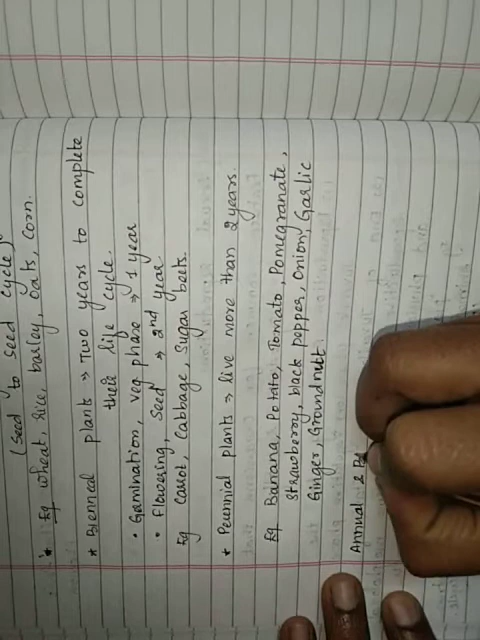 (Seed to Seed cycle)
* Eg wheat, Rice, barley, Oats, Corn.
* Biennial plants → Two years to complete
their life cycle.
• Germination, veg phase → 1 year
• Flowering, Seed → 2nd year.
Eg Carrot, Cabbage, Sugar beets.
* Perennial plants → live more than 2 years.
Eg Banana, Potato, Tomato, Pomegranate,
Strawberry, black pepper, Onion, Garlic
Ginger, Groundnutt.
Annual &